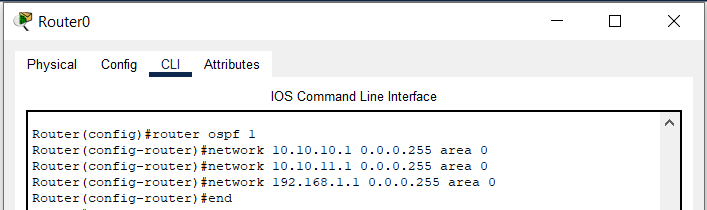 Router0
Physical Config CLI Attributes
IOS Command Line Interface
Router(config)#router ospf 1
Router(config-router)#network 10.10.10.1 0.0.0.255 area 0
Router(config-router)#network 10.10.11.1 0.0.0.255 area 0
Router(config-router)#network 192.168.1.1 0.0.0.255 area 0
Router(config-router)#end